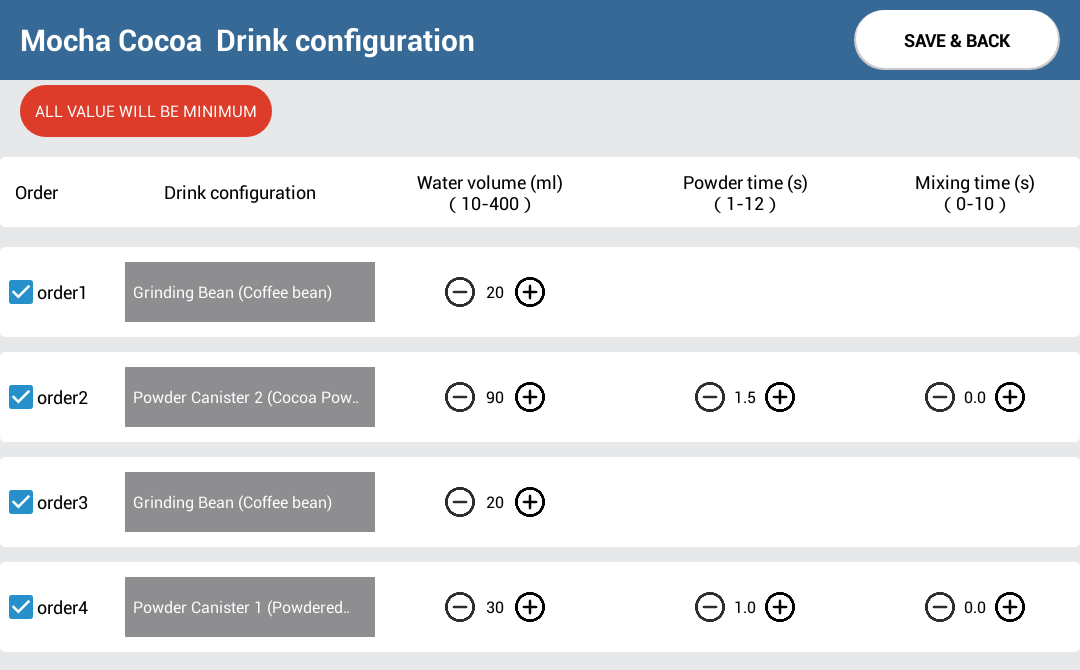 Mocha Cocoa  Drink configuration
SAVE & BACK
ALL VALUE WILL BE MINIMUM
Order
Drink configuration
Water volume (ml)
( 10-400 )
Powder time (s)
( 1-12 )
Mixing time (s)
( 0-10 )
order1
Grinding Bean (Coffee bean)
20
order2
Powder Canister 2 (Cocoa Pow..
90
1.5
0.0
order3
Grinding Bean (Coffee bean)
20
order4
Powder Canister 1 (Powdered..
30
1.0
0.0